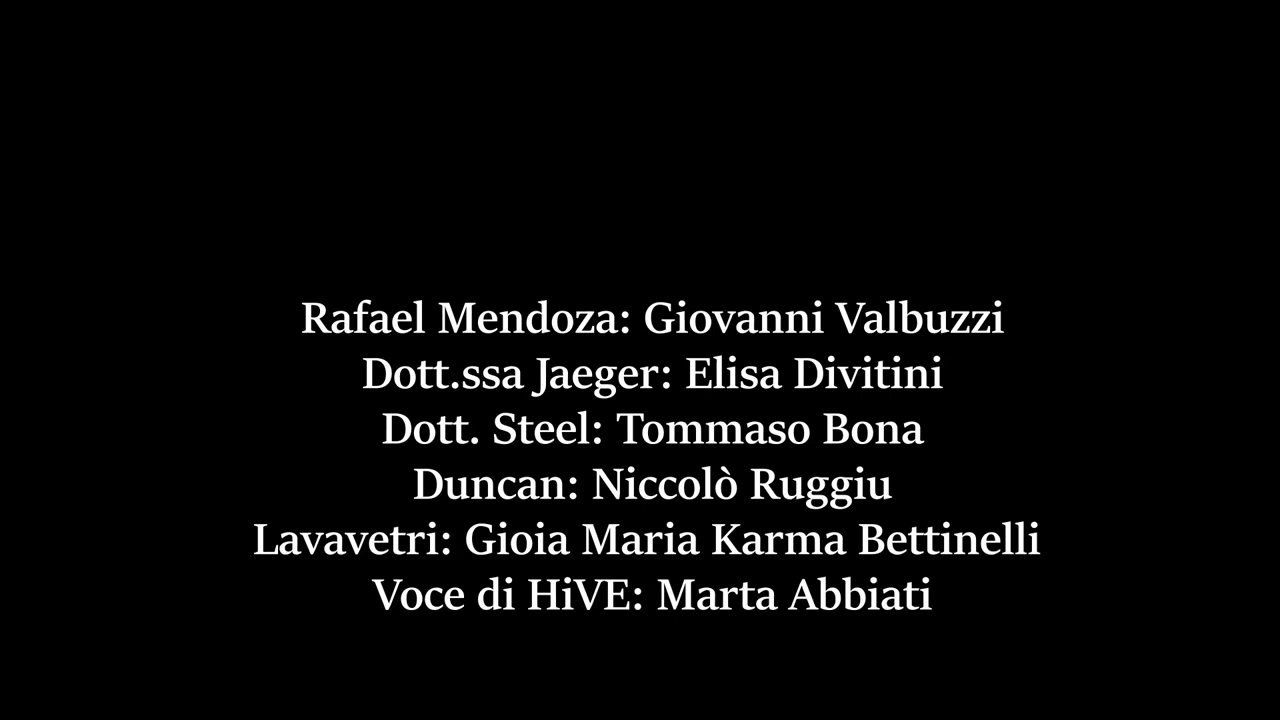 Rafael Mendoza: Giovanni Valbuzzi
Dott.ssa Jaeger: Elisa Divitini
Dott. Steel: Tommaso Bona
Duncan: Niccolò Ruggiu
Lavavetri: Gioia Maria Karma Bettinelli
Voce di HiVE: Marta Abbiati